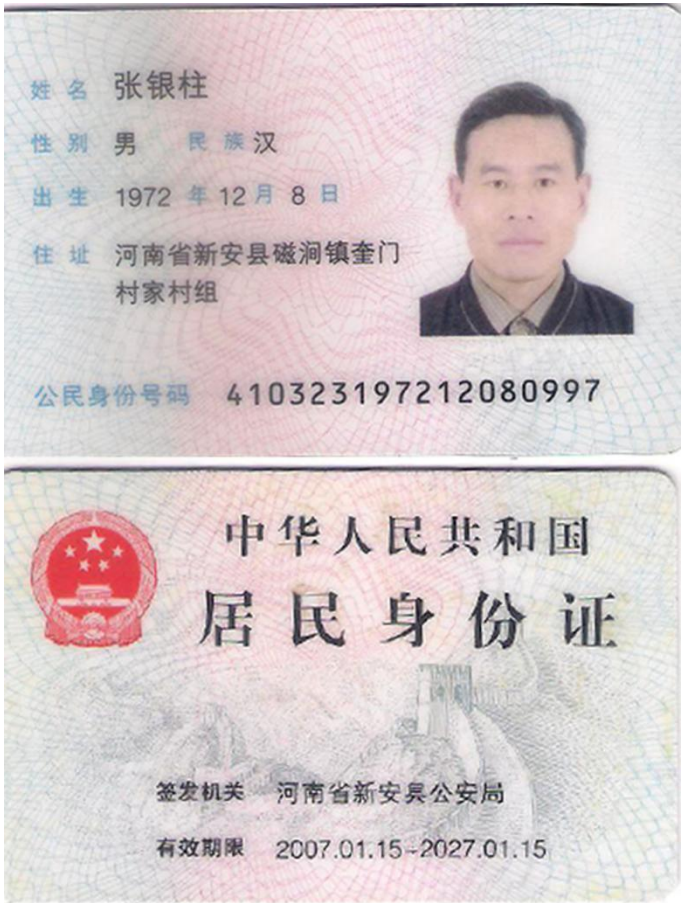 姓名 张银柱
性别 男 民族 汉
出生 1972 年 12 月 8 日
住址 河南省新安县磁涧镇奎门
村家村组
公民身份号码 410323197212080997
中华人民共和国
居民身份证
签发机关 河南省新安县公安局
有效期限 2007.01.15-2027.01.15